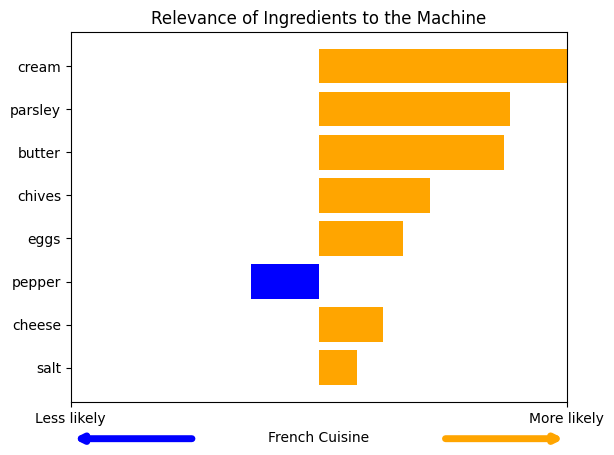 Relevance of Ingredients to the Machine
cream
parsley
butter
chives
eggs
pepper
cheese
salt
Less likely
More likely
French Cuisine